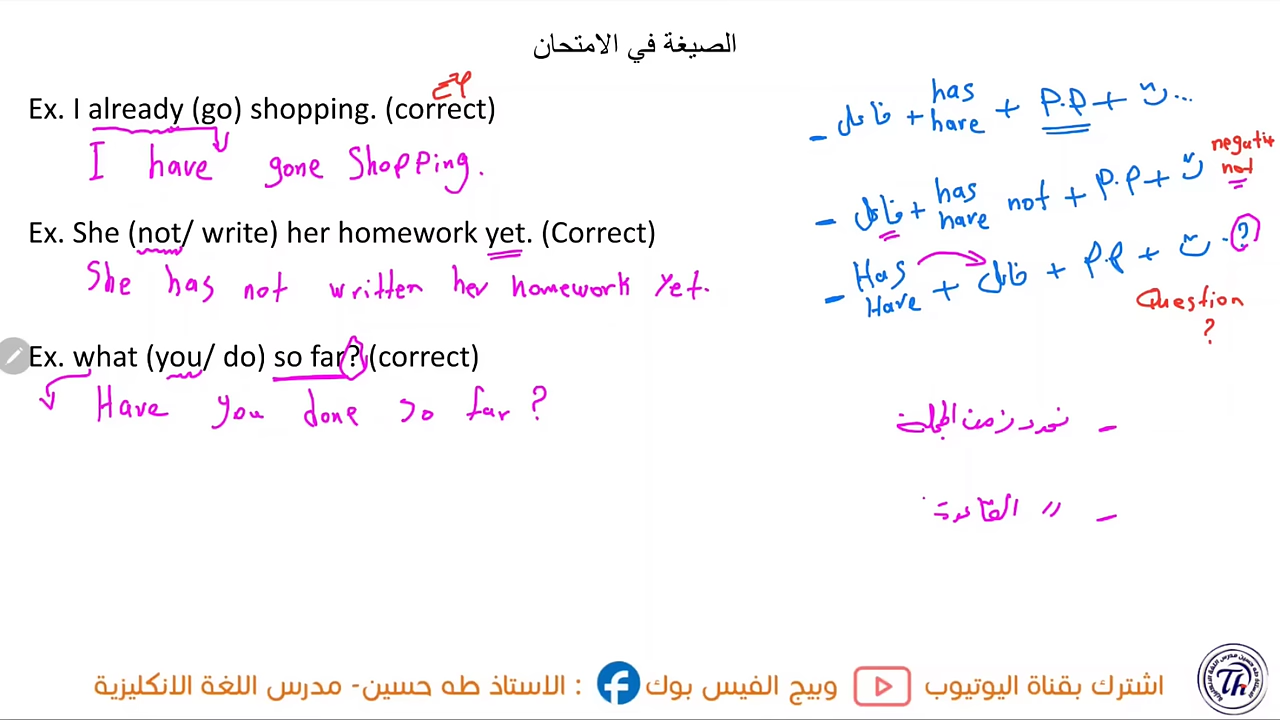 الصيغة في الامتحان
Ex. I already (go) shopping. (correct)
I have gone Shopping.
Ex. She (not/ write) her homework yet. (Correct)
She has not written her homework yet.
Ex. what (you/ do) so far? (correct)
Have you done so far?
- فاعل + has have + P.P + ت...
- فاعل + has have not + P.P + ت
negative
not
- Has Have + فاعل + P.P + ت . ?
Question
?
- نحدد زمن الجملة
- // القاعدة
اشترك بقناة اليوتيوب وبيج الفيس بوك : الاستاذ طه حسين- مدرس اللغة الانكليزية
Th